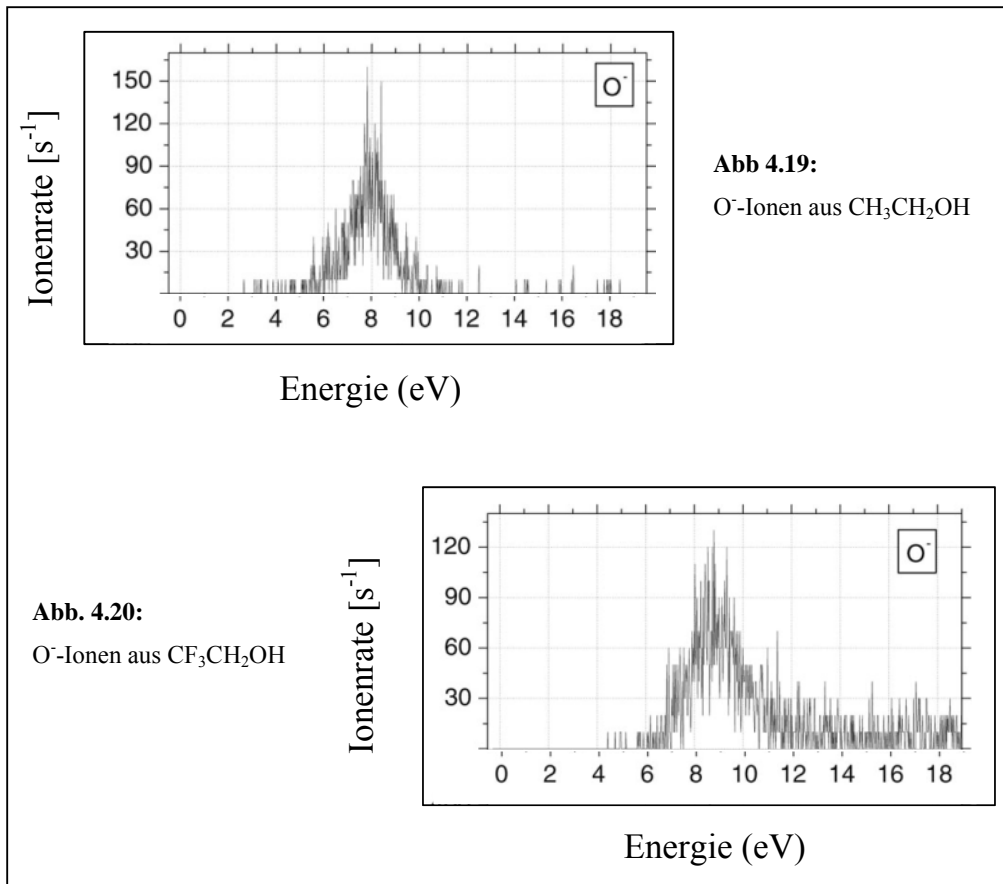 150
120
90
60
30
O⁻
Ionenrate [s⁻¹]
0 2 4 6 8 10 12 14 16 18
Energie (eV)
Abb 4.19:
O⁻-Ionen aus CH₃CH₂OH
Abb. 4.20:
O⁻-Ionen aus CF₃CH₂OH
120
90
60
30
O⁻
Ionenrate [s⁻¹]
0 2 4 6 8 10 12 14 16 18
Energie (eV)